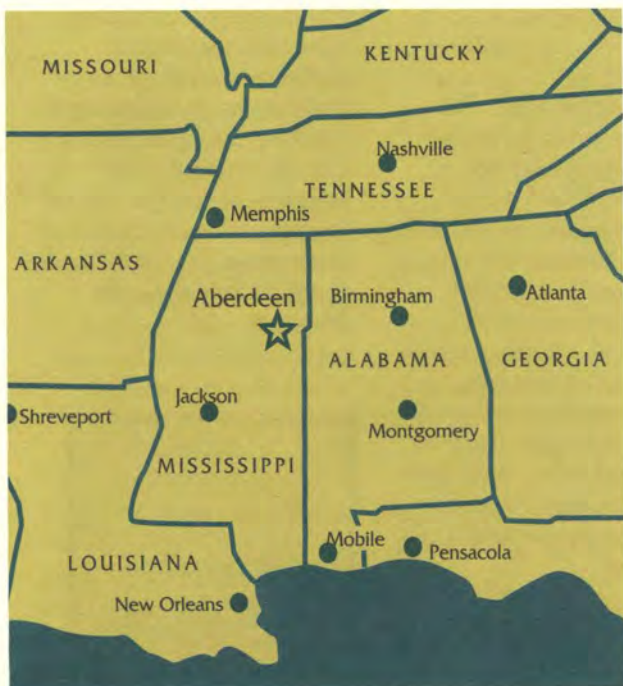 KENTUCKY
MISSOURI
Nashville
TENNESSEE
Memphis
ARKANSAS
Aberdeen
Birmingham
Atlanta
ALABAMA
GEORGIA
Jackson
Shreveport
Montgomery
MISSISSIPPI
Mobile
Pensacola
LOUISIANA
New Orleans